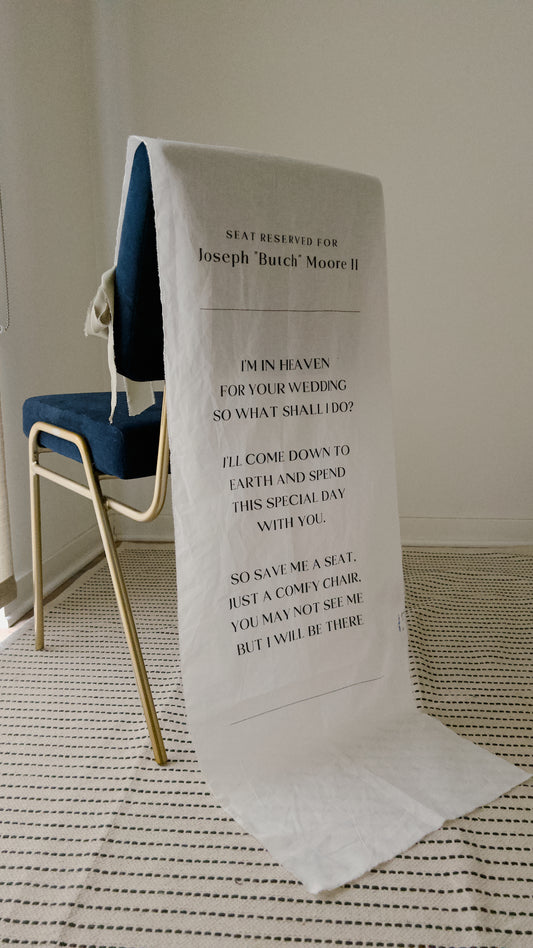 SEAT RESERVED FOR
Joseph "Butch" Moore II
I'M IN HEAVEN
FOR YOUR WEDDING
SO WHAT SHALL I DO?
I'LL COME DOWN TO
EARTH AND SPEND
THIS SPECIAL DAY
WITH YOU.
SO SAVE ME A SEAT.
JUST A COMFY CHAIR.
YOU MAY NOT SEE ME
BUT I WILL BE THERE